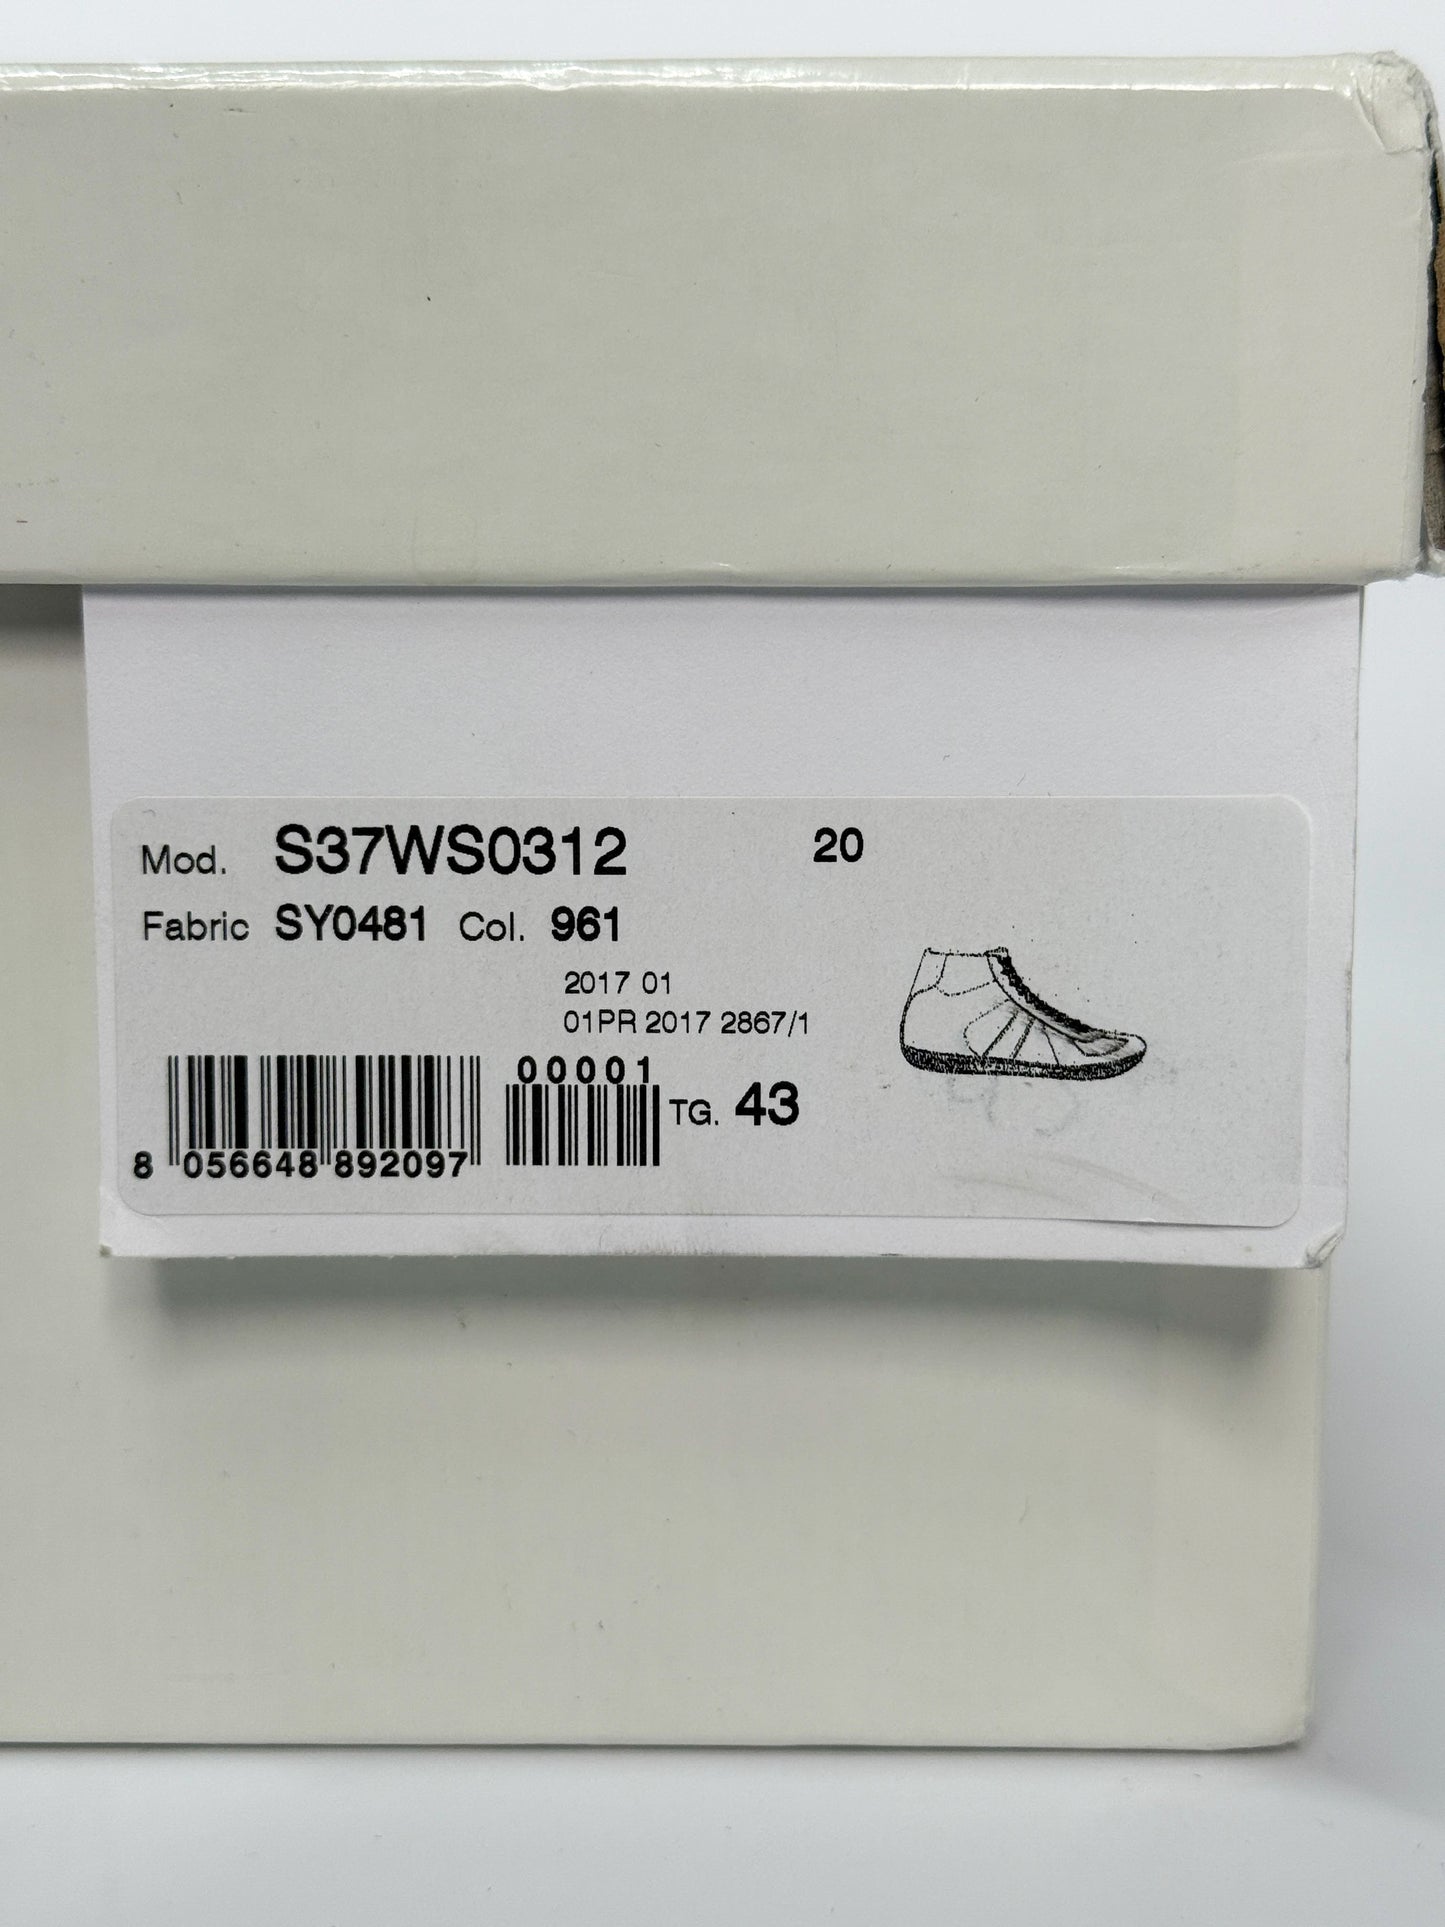 Mod. S37WS0312 20
Fabric SY0481 Col. 961
2017 01
01PR 2017 2867/1
00001
TG. 43
8 056648 892097